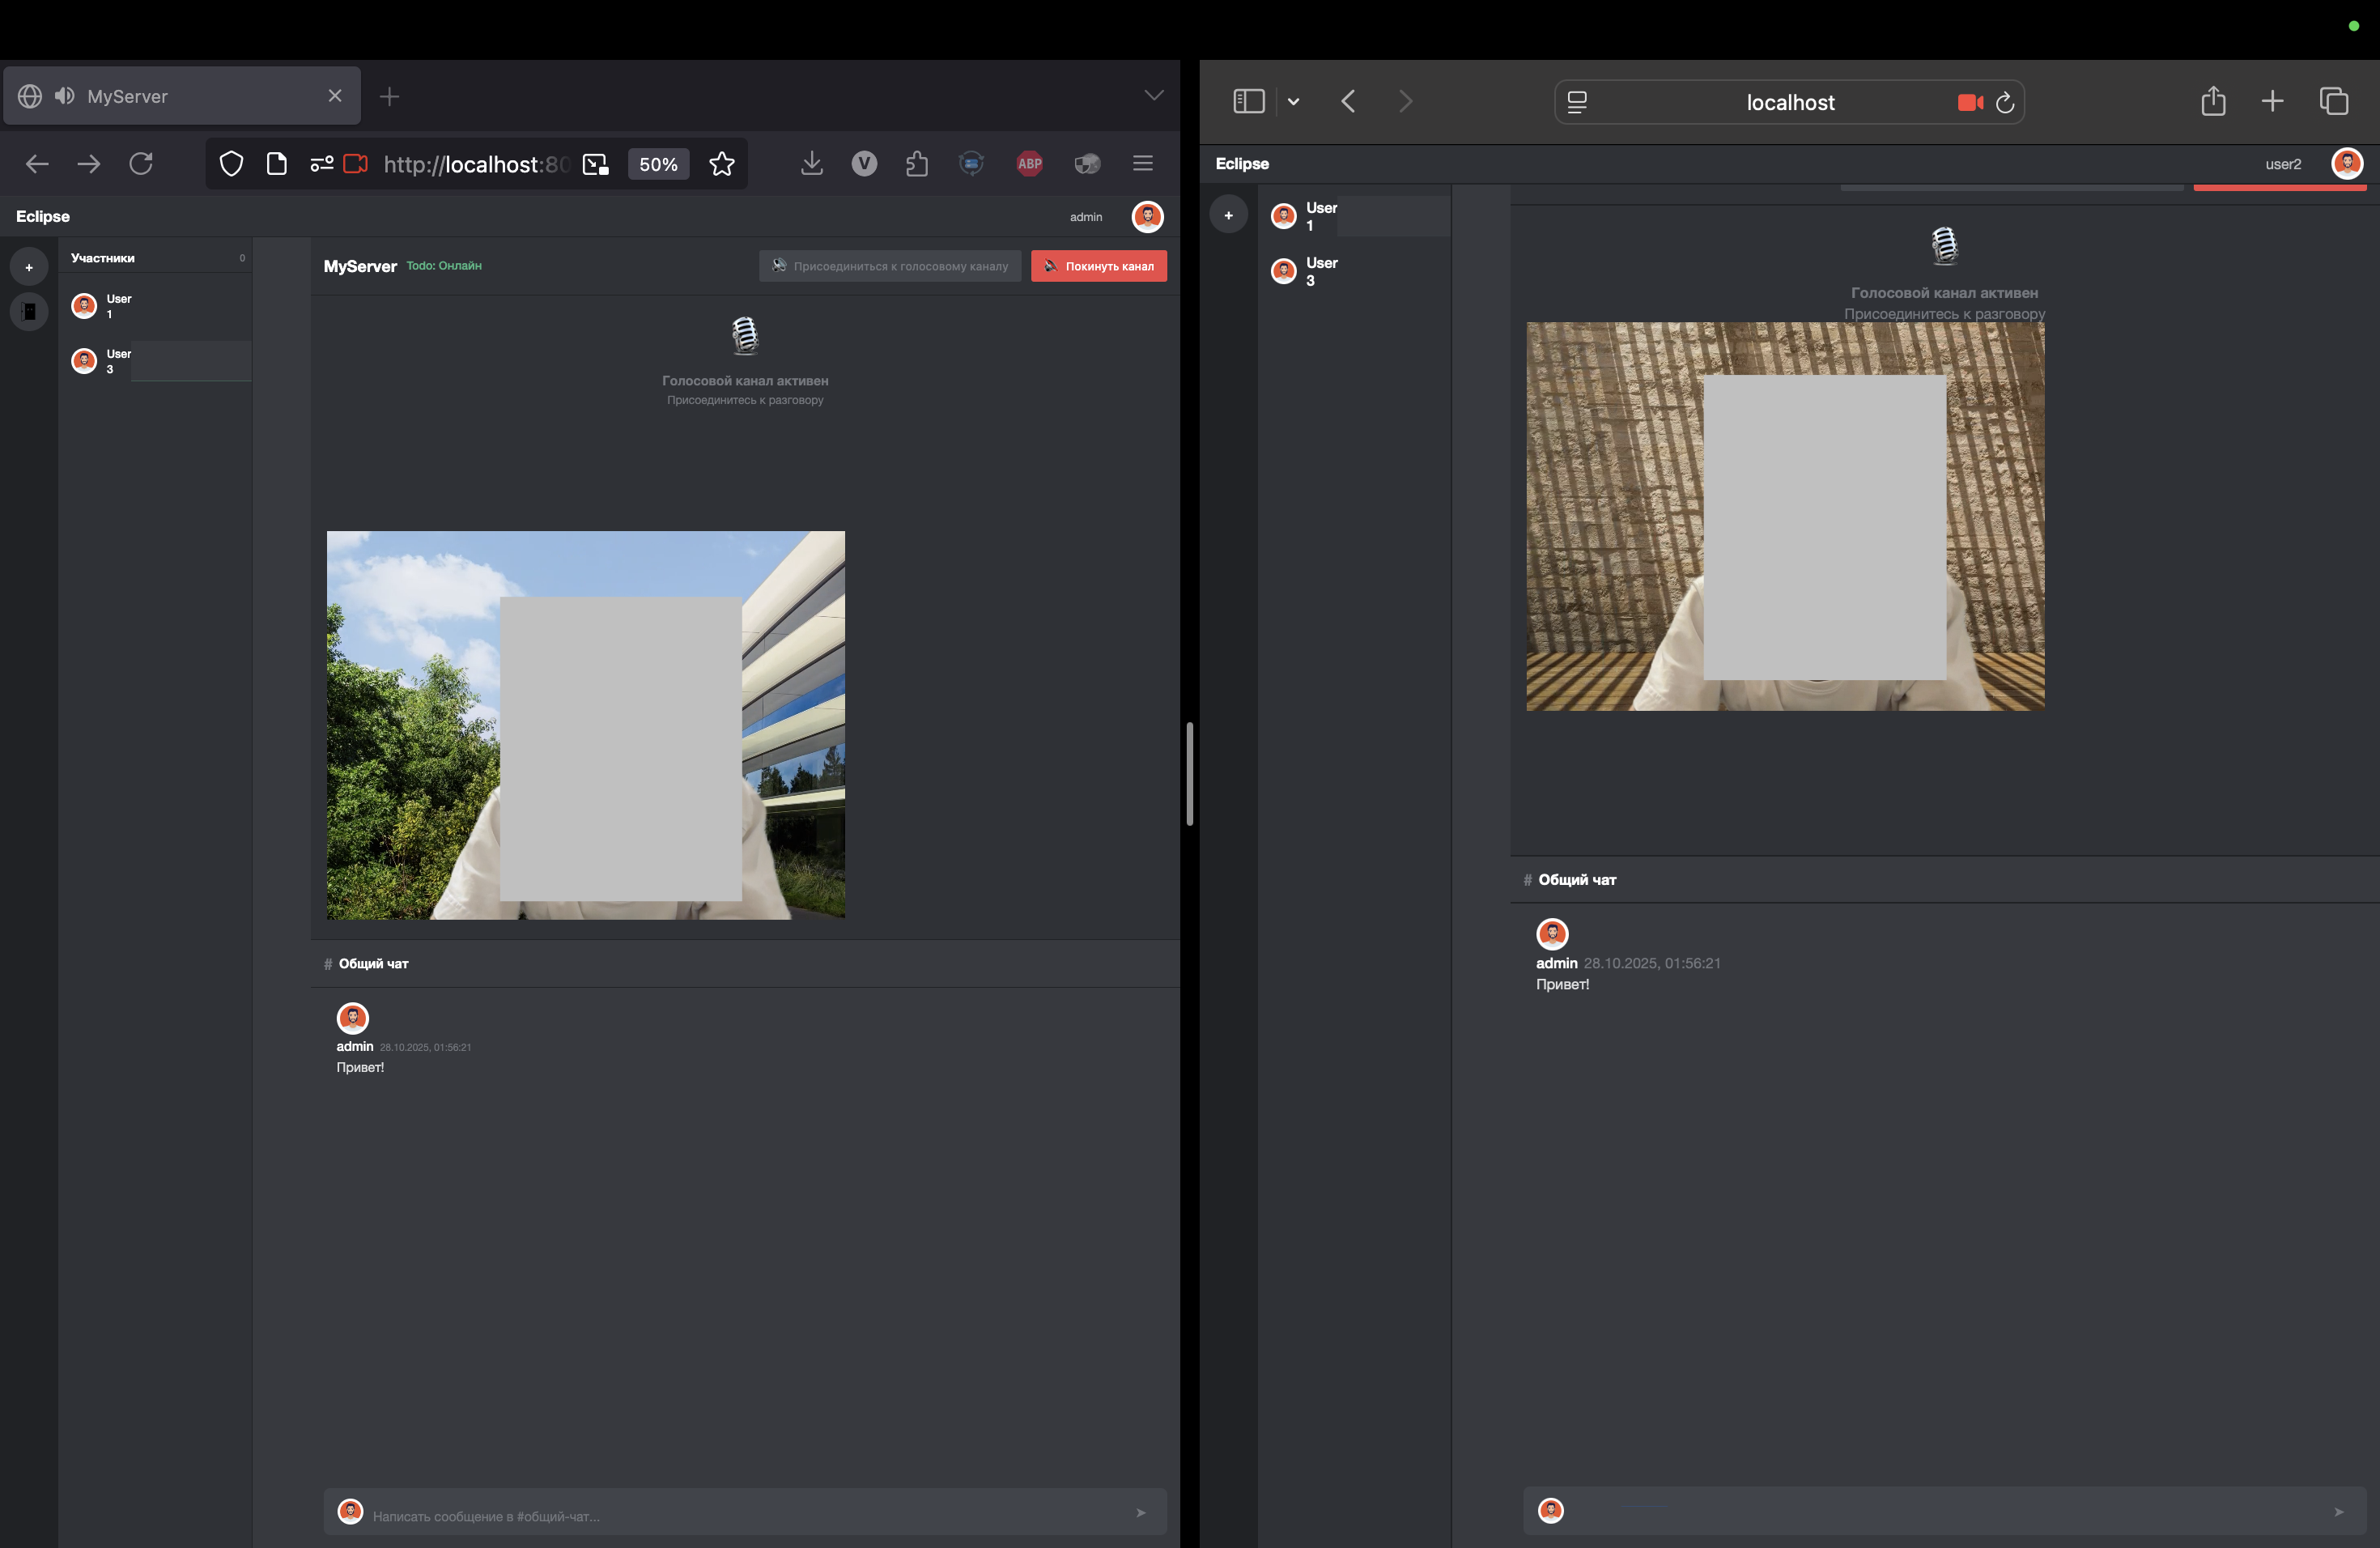 MyServer
http://localhost:80
50%
V
ABP
Eclipse
admin
+
Участники 0
User
1
User
3
MyServer Todo: Онлайн
Присоединиться к голосовому каналу
Покинуть канал
Голосовой канал активен
Присоединитесь к разговору
# Общий чат
admin 28.10.2025, 01:56:21
Привет!
Написать сообщение в #общий-чат...
localhost
Eclipse
user2
+
User
1
User
3
Голосовой канал активен
Присоединитесь к разговору
# Общий чат
admin 28.10.2025, 01:56:21
Привет!